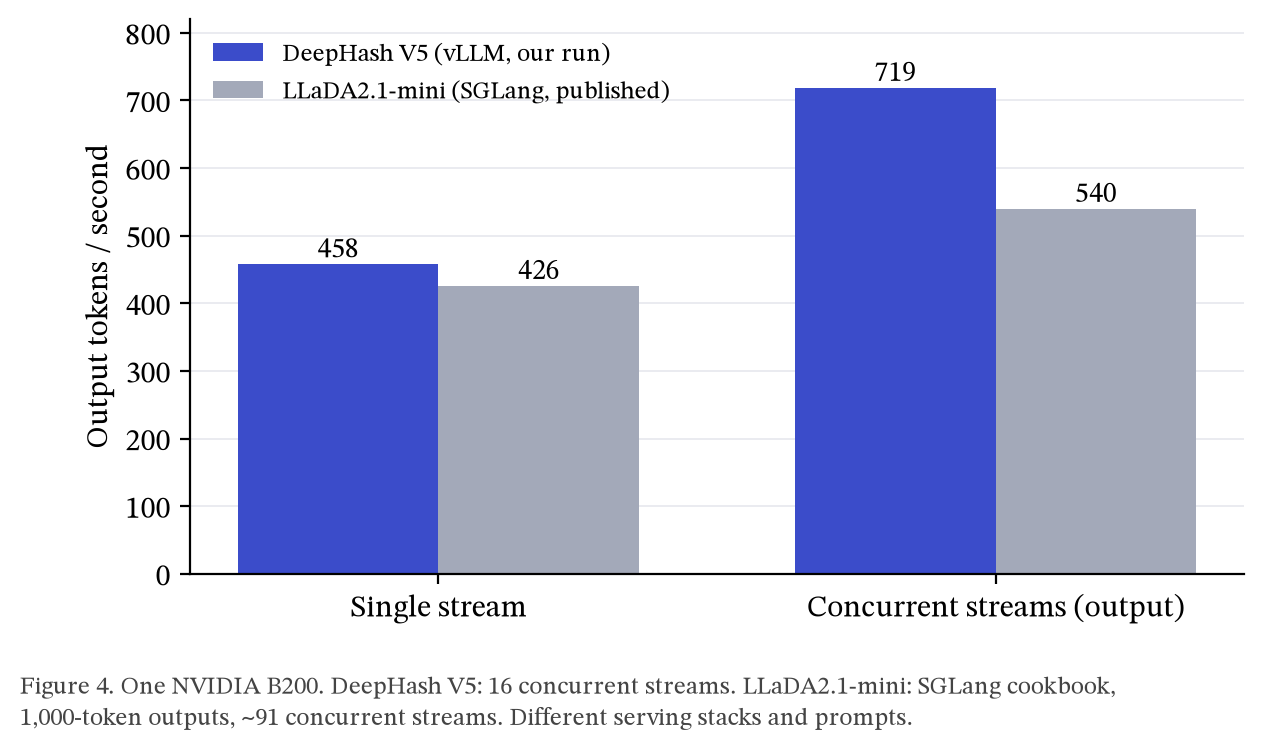 800
700
600
500
400
300
200
100
0
Output tokens / second
DeepHash V5 (vLLM, our run)
LLaDA2.1-mini (SGLang, published)
458
426
719
540
Single stream
Concurrent streams (output)
Figure 4. One NVIDIA B200. DeepHash V5: 16 concurrent streams. LLaDA2.1-mini: SGLang cookbook,
1,000-token outputs, ~91 concurrent streams. Different serving stacks and prompts.